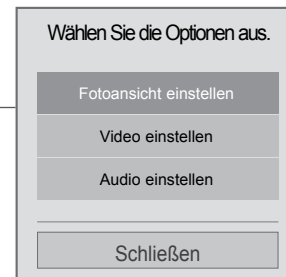 Wählen Sie die Optionen aus.
Fotoansicht einstellen
Video einstellen
Audio einstellen
Schließen